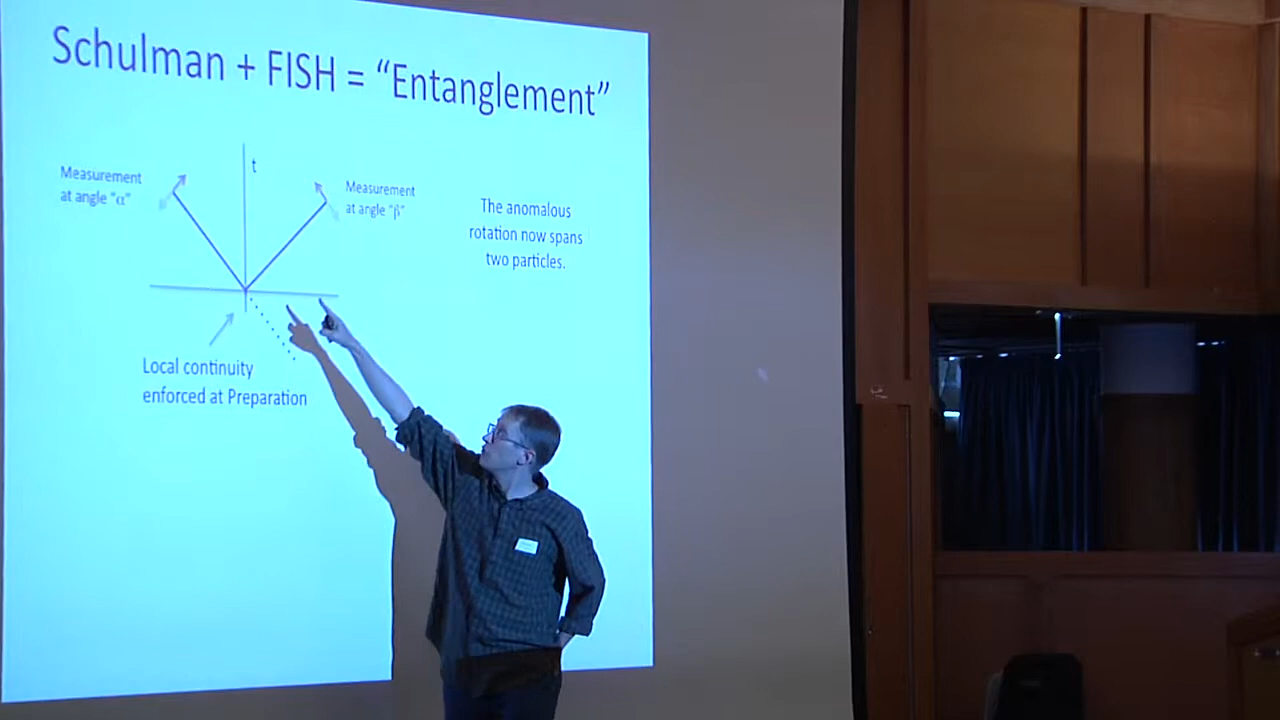 Schulman + FISH = “Entanglement”
t
Measurement
at angle “α”
Measurement
at angle “β”
The anomalous
rotation now spans
two particles.
Local continuity
enforced at Preparation